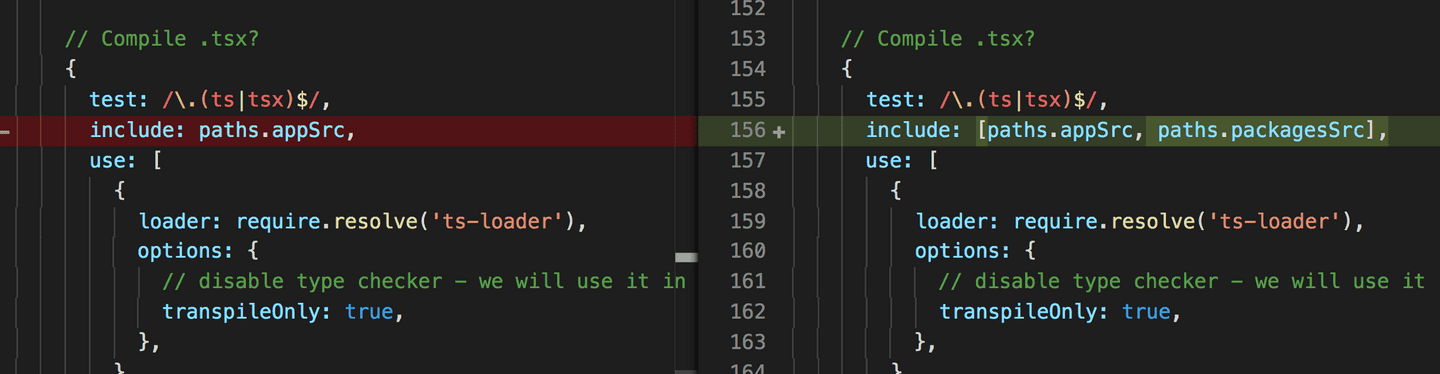 // Compile .tsx?
{
test: /\.(ts|tsx)$/,
- include: paths.appSrc,
use: [
{
loader: require.resolve('ts-loader'),
options: {
// disable type checker – we will use it in
transpileOnly: true,
},
}
152
153 // Compile .tsx?
154 {
155 test: /\.(ts|tsx)$/,
156 + include: [paths.appSrc, paths.packagesSrc],
157 use: [
158 {
159 loader: require.resolve('ts-loader'),
160 options: {
161 // disable type checker – we will use it
162 transpileOnly: true,
163 },
164 }